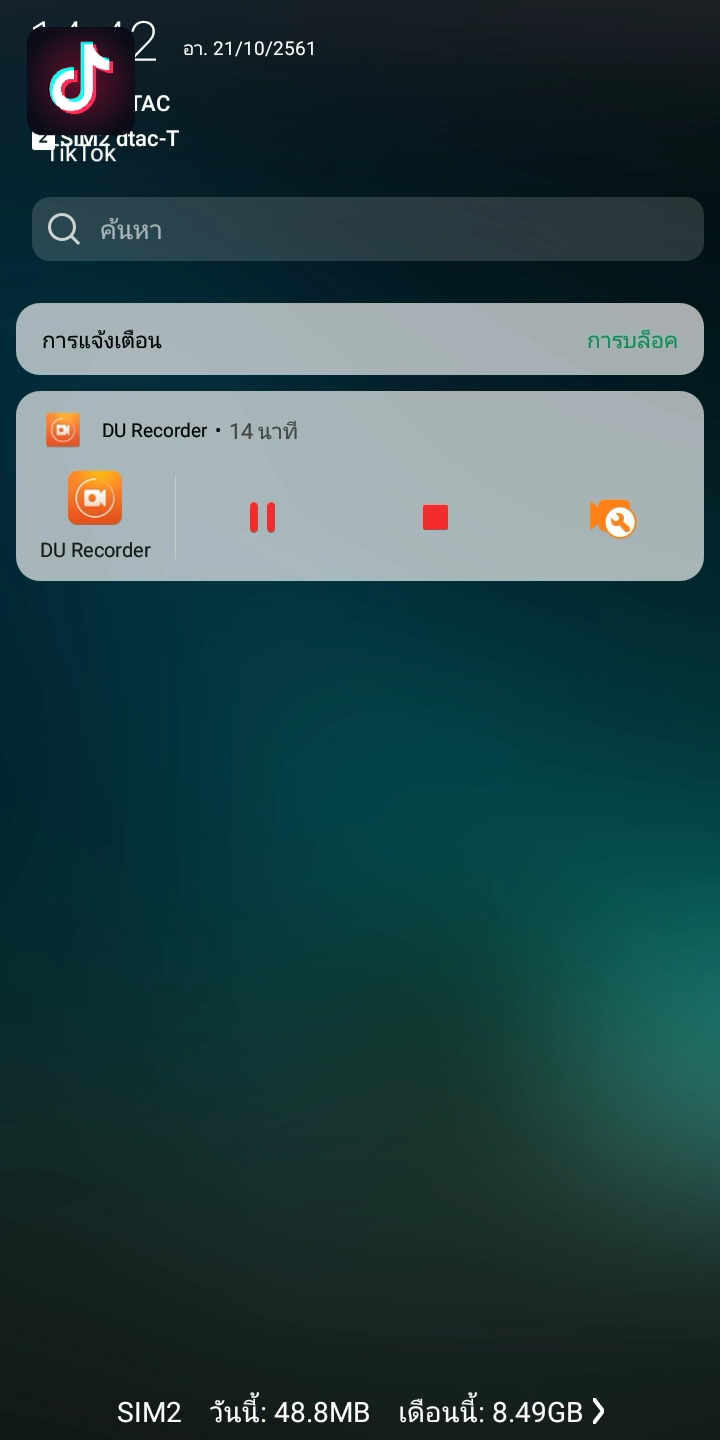 อา. 21/10/2561
TAC
SIM2 dtac-T
TikTok
ค้นหา
การแจ้งเตือน การบล็อค
DU Recorder • 14 นาที
DU Recorder
SIM2 วันนี้: 48.8MB เดือนนี้: 8.49GB